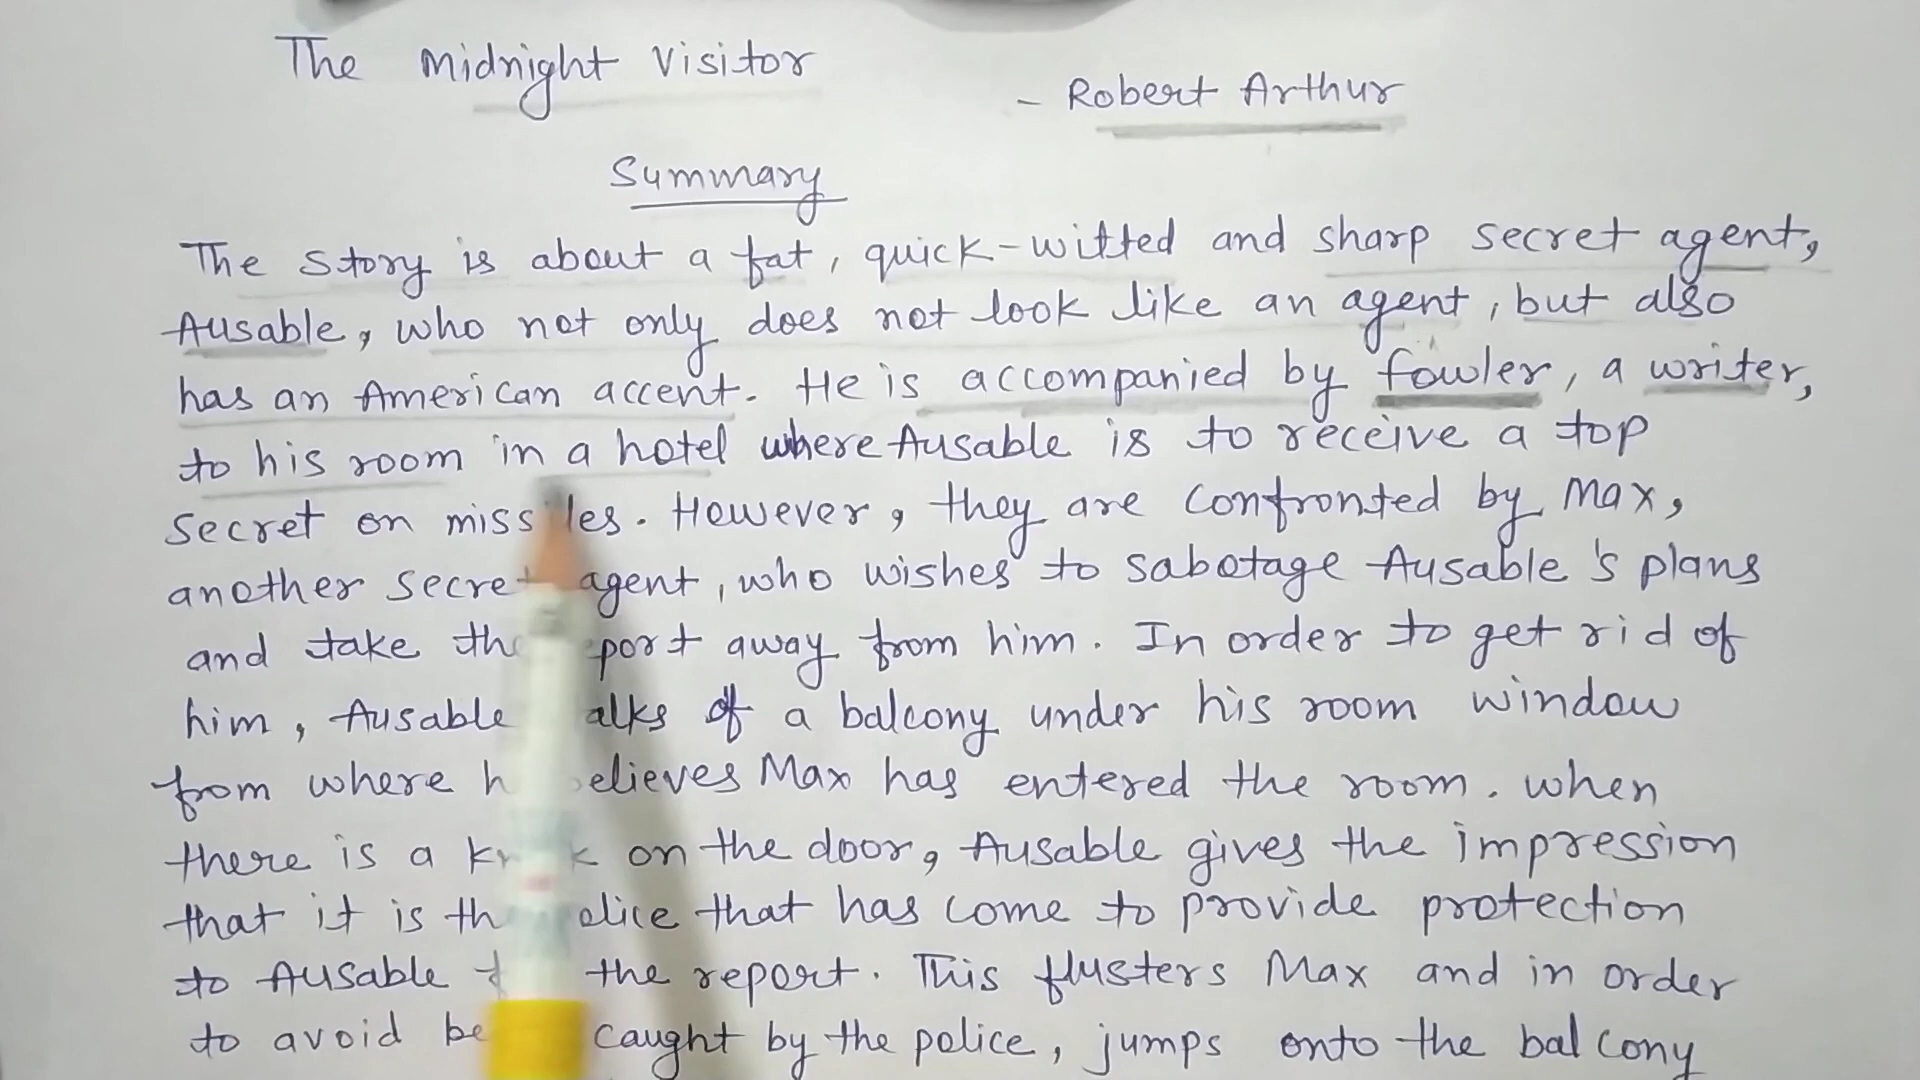 The Midnight Visitor
- Robert Arthur
Summary
The story is about a fat, quick-witted and sharp secret agent,
Ausable, who not only does not look like an agent, but also
has an American accent. He is accompanied by fowler, a writer,
to his room in a hotel where Ausable is to receive a top
secret on missiles. However, they are confronted by Max,
another secret agent, who wishes to sabotage Ausable's plans
and take port away from him. In order to get rid of
him, Ausable alks of a balcony under his room window
from where elieves Max has entered the room. when
there is a on the door, Ausable gives the impression
that it is olice that has come to provide protection
to Ausable the report. This flusters Max and in order
to avoid caught by the police, jumps onto the balcony